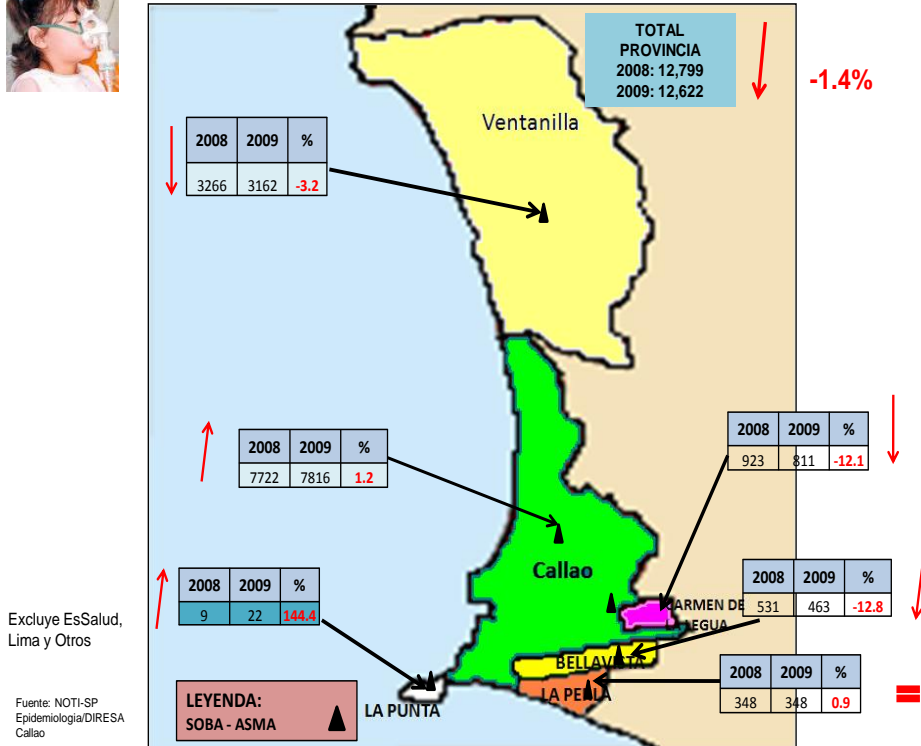 TOTAL
PROVINCIA
2008: 12,799
2009: 12,622
-1.4%
Ventanilla
2008 2009 %
3266 3162 -3.2
2008 2009 %
7722 7816 1.2
2008 2009 %
923 811 -12.1
Callao
2008 2009 %
9 22 144.4
2008 2009 %
531 463 -12.8
CARMEN DE
LA LEGUA
BELLAVISTA
2008 2009 %
348 348 0.9
LA PERLA
LA PUNTA
LEYENDA:
SOBA - ASMA
Excluye EsSalud,
Lima y Otros
Fuente: NOTI-SP
Epidemiologia/DIRESA
Callao